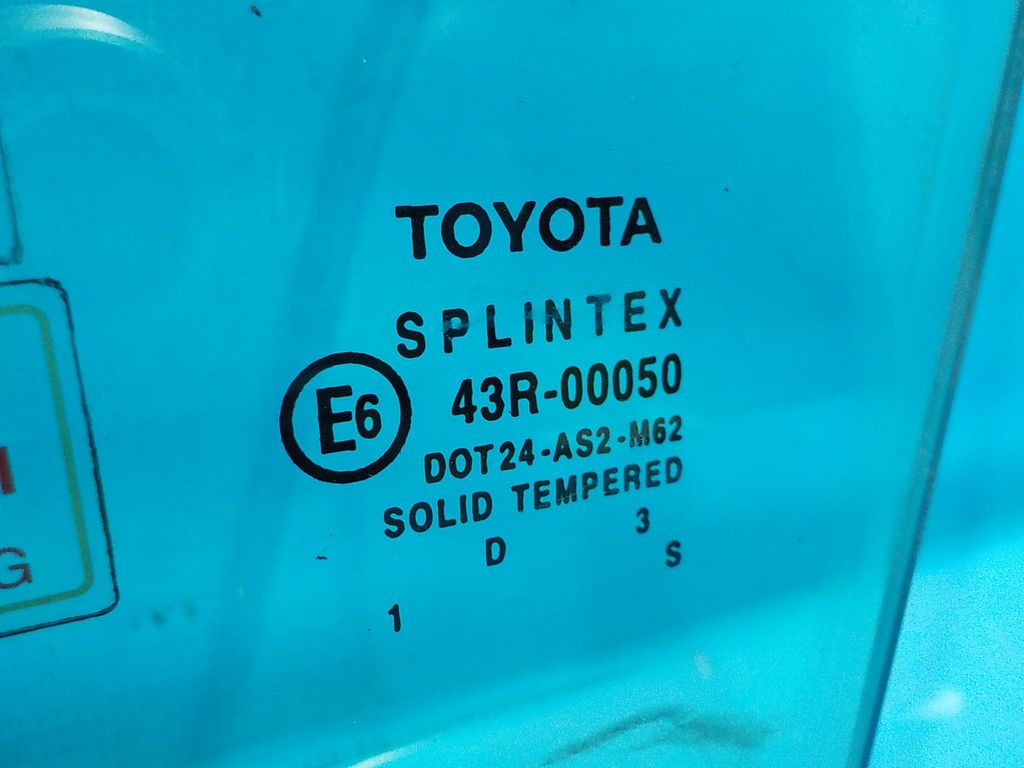 TOYOTA
SPLINTEX
E6 43R-00050
DOT24-AS2-M62
SOLID TEMPERED
D 3
S
1
G